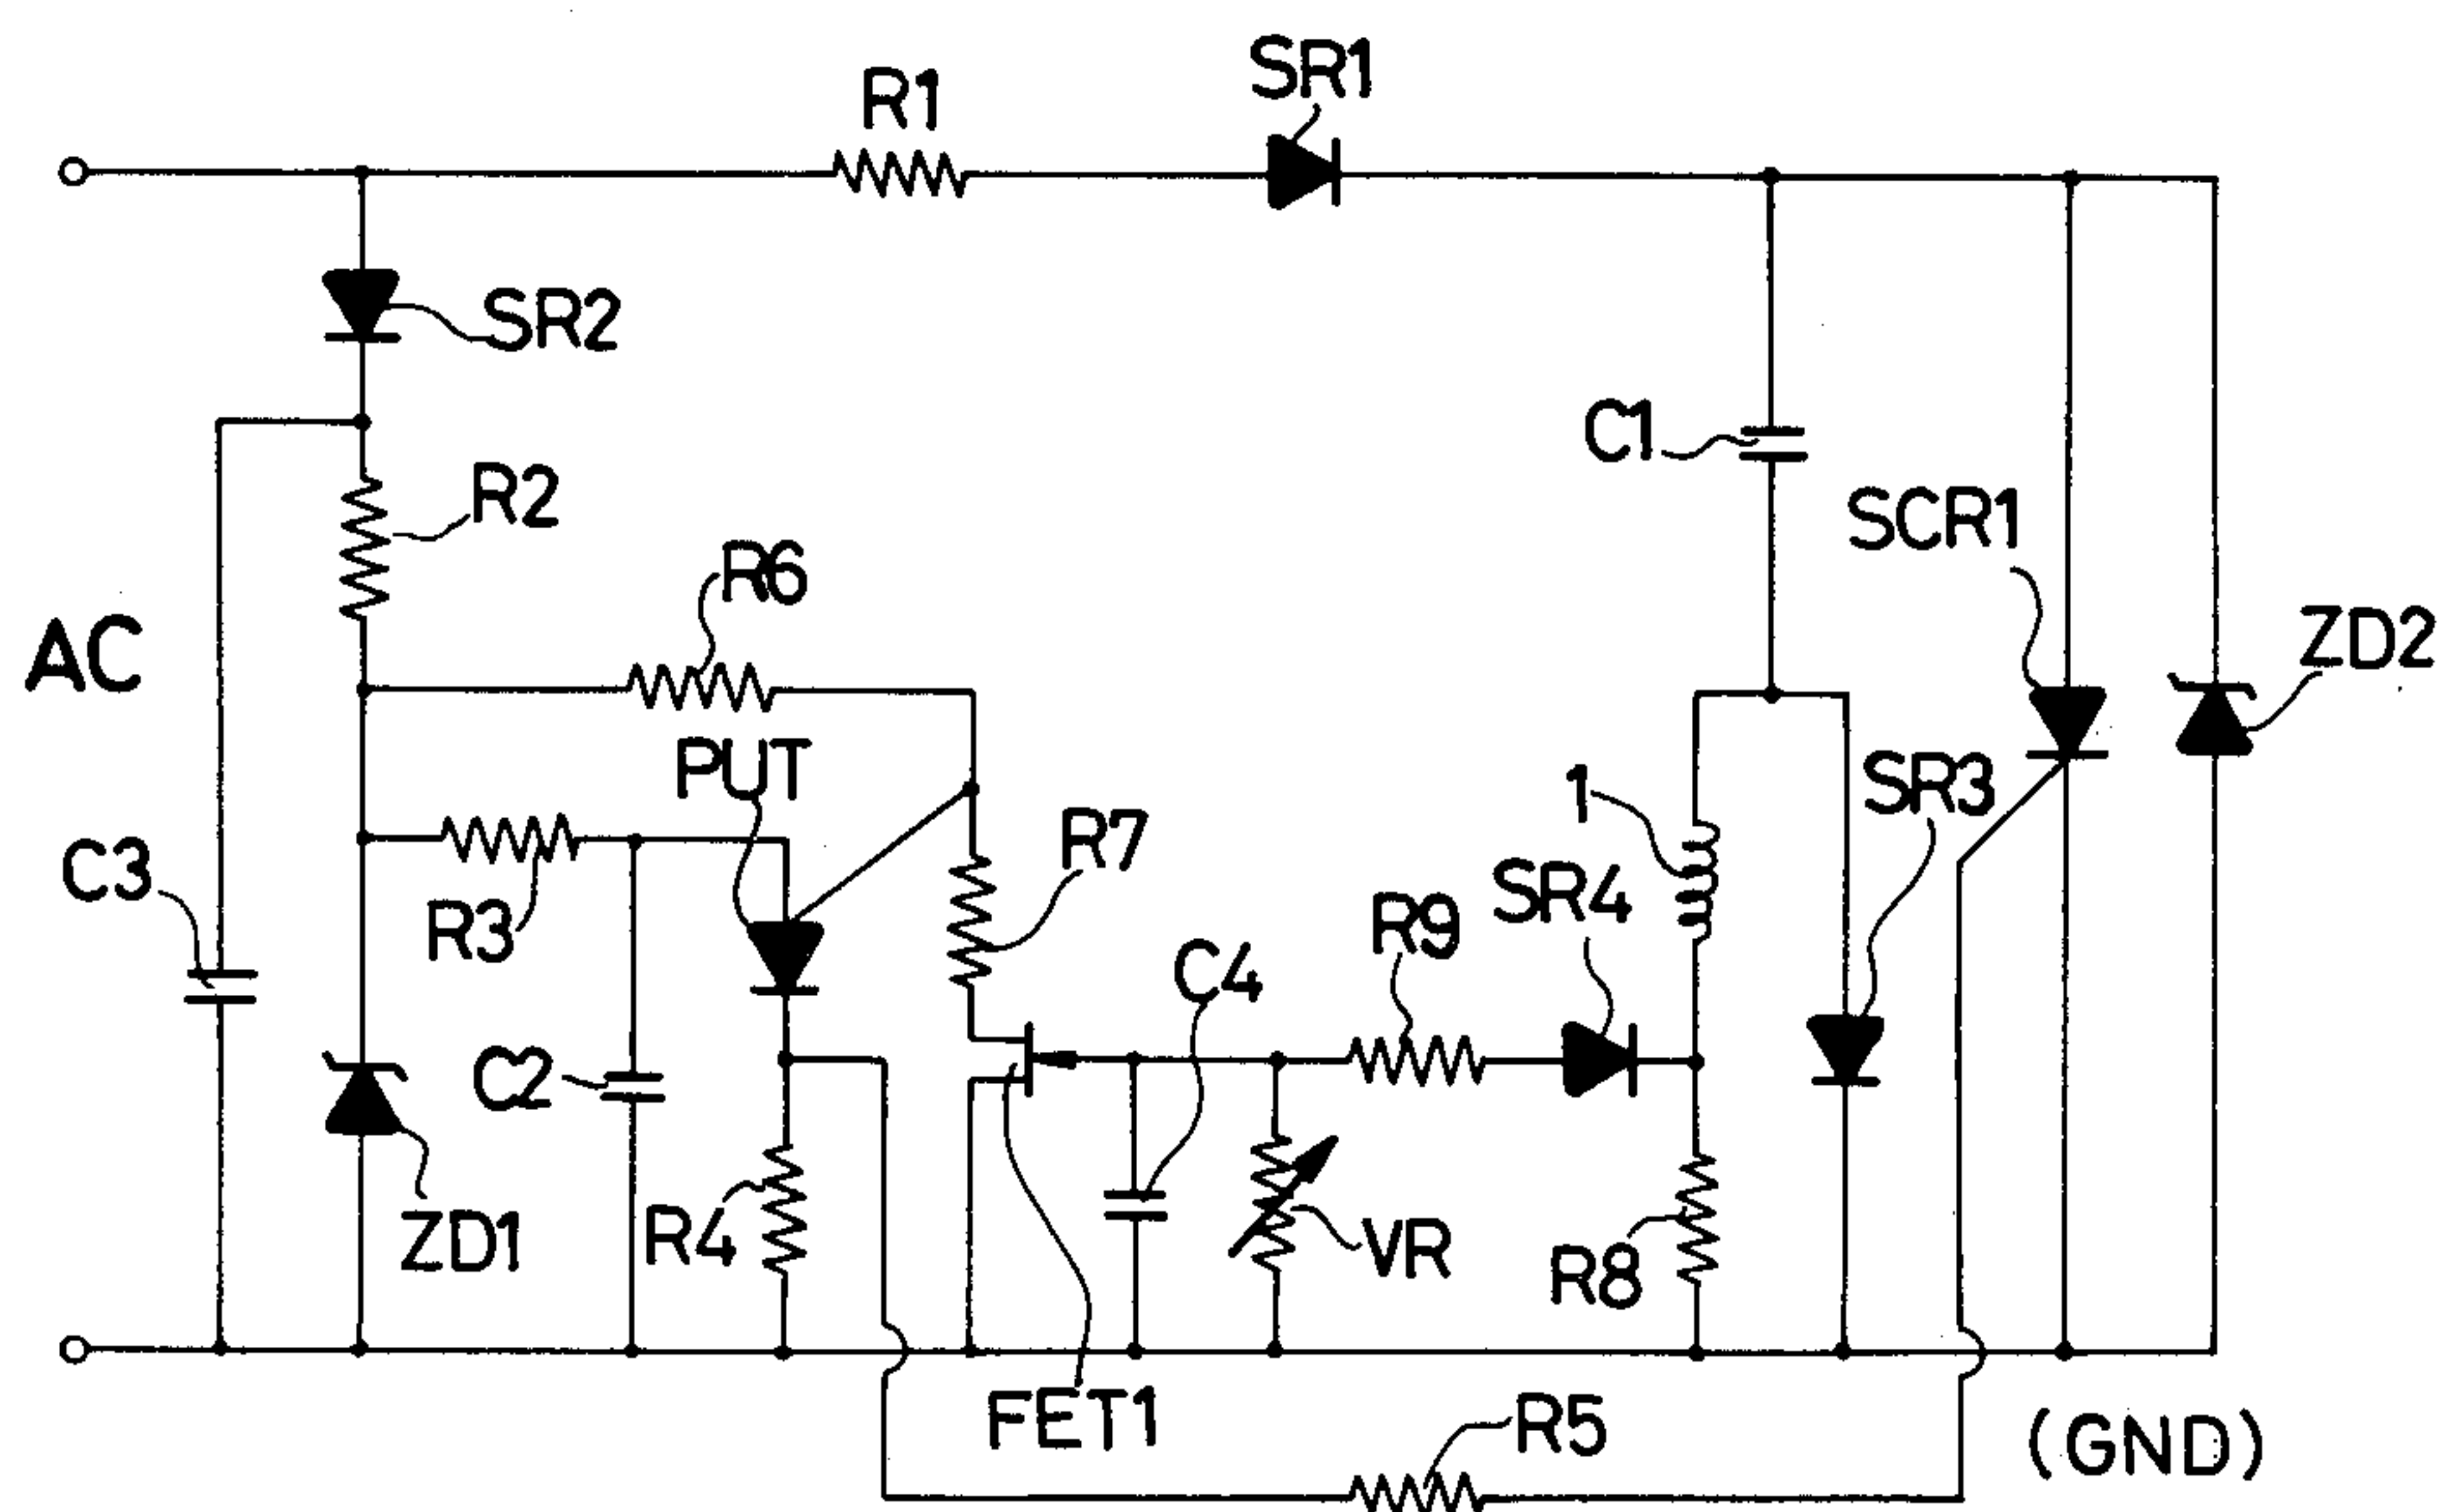 SR1
R1
SR2
C1
R2
SCR1
R6
AC
ZD2
PUT
SR3
1
R7
C3
SR4
R9
R3
C4
C2
R4
ZD1
VR
R8
FET1
R5
(GND)